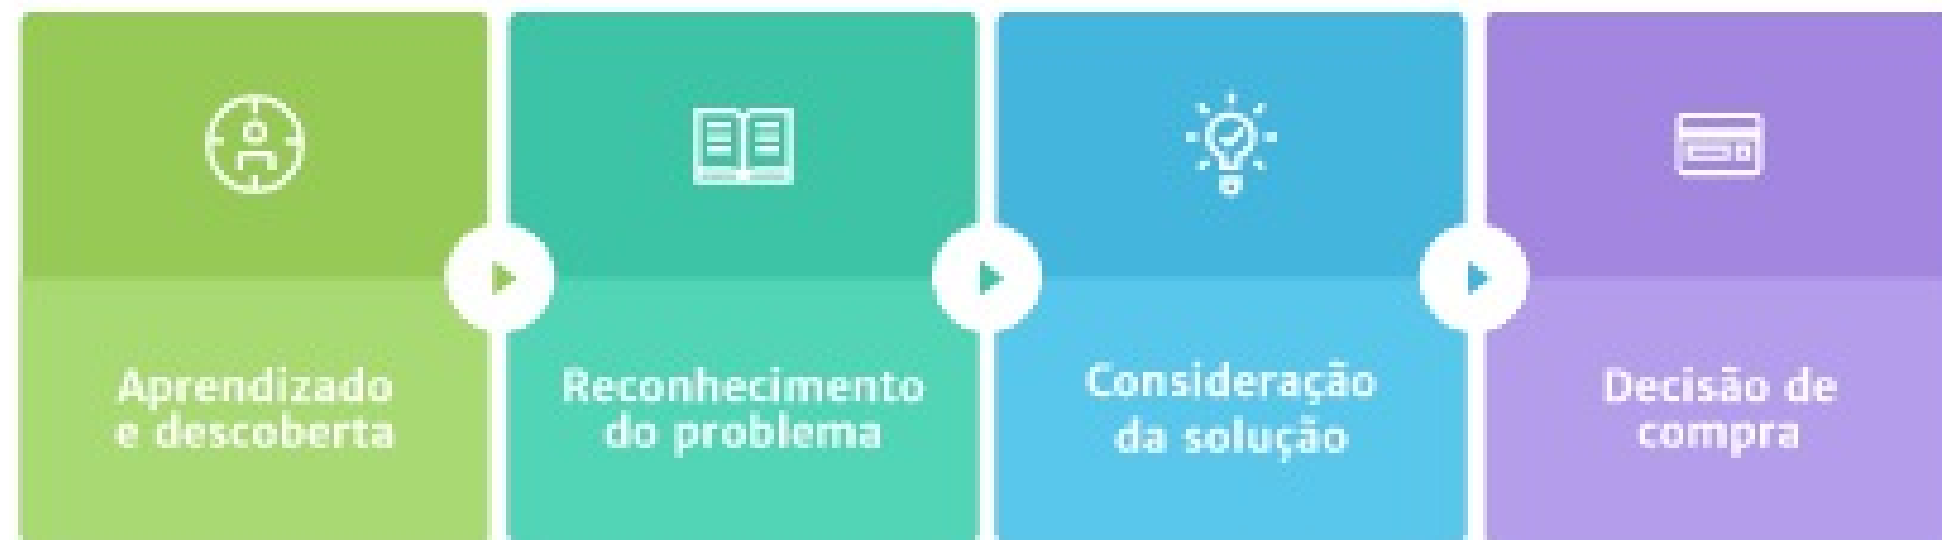 Aprendizado
e descoberta
Reconhecimento
do problema
Consideração
da solução
Decisão de
compra